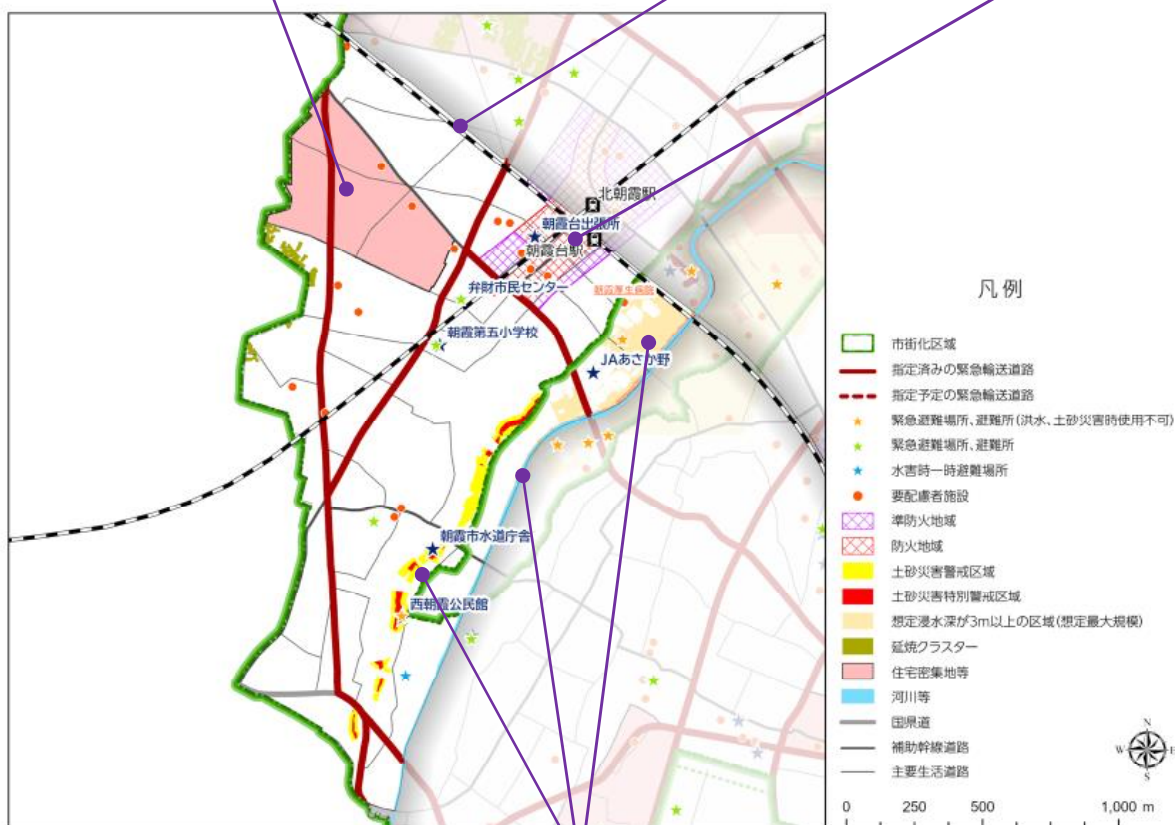 北朝霞駅
朝霞台出張所
朝霞台駅
弁財市民センター
朝霞厚生病院
朝霞第五小学校
JAあさか野
朝霞市水道庁舎
西朝霞公民館
凡例
市街化区域
指定済みの緊急輸送道路
指定予定の緊急輸送道路
緊急避難場所、避難所(洪水、土砂災害時使用不可)
緊急避難場所、避難所
水害時一時避難場所
要配慮者施設
準防火地域
防火地域
土砂災害警戒区域
土砂災害特別警戒区域
想定浸水深が3m以上の区域(想定最大規模)
延焼クラスター
住宅密集地等
河川等
国県道
補助幹線道路
主要生活道路
N
W
E
S
0 250 500 1,000 m